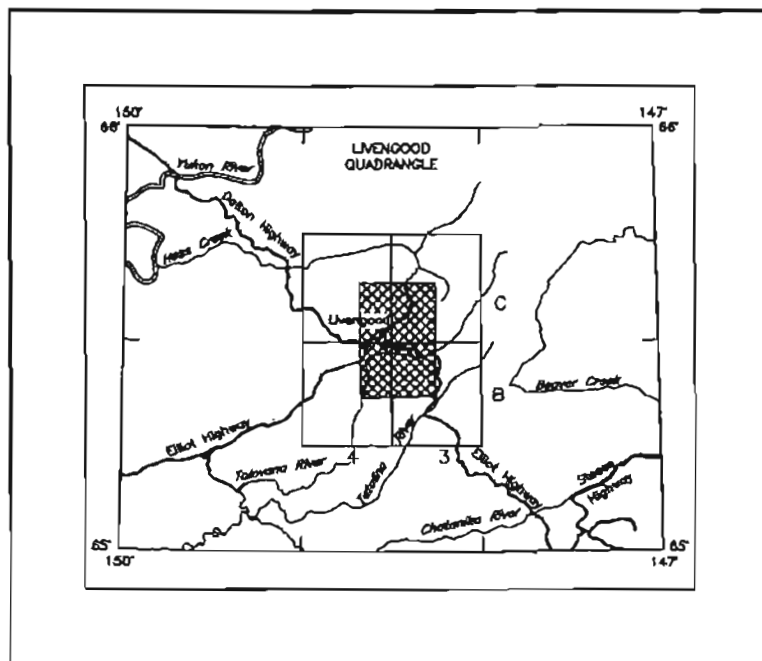 150° 147°
66° 66°
LIVENGOOD
QUADRANGLE
Yukon River
Dalton Highway
Hess Creek
C
Livengood
B
Beaver Creek
Elliot Highway
4 3
River
Tolovana River
Tatalina
Elliot Highway
Steese
Highway
Chatanika River
65° 65°
150° 147°